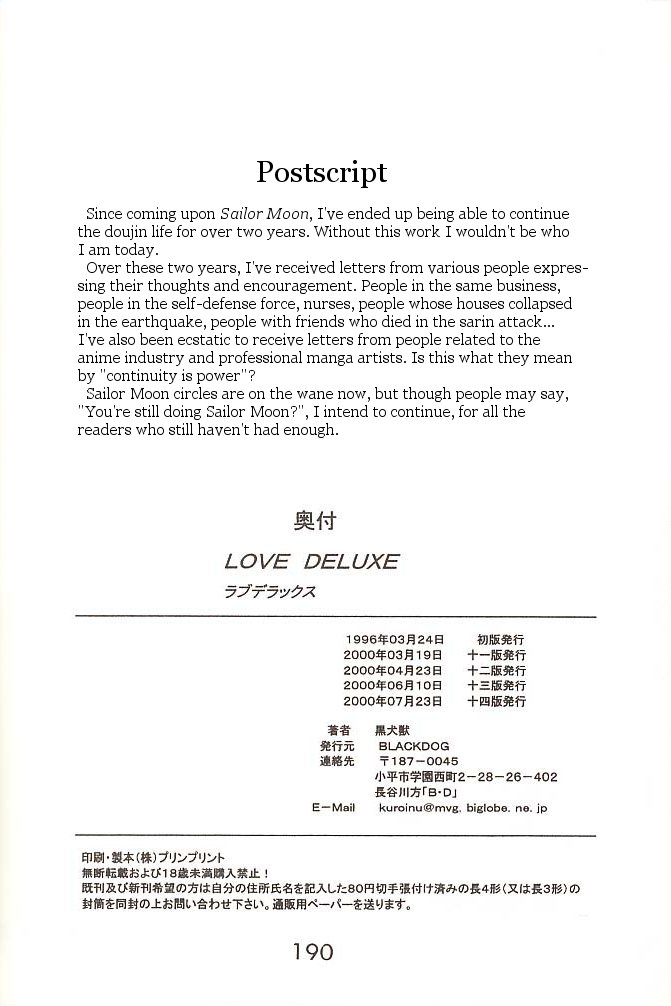 Postscript
Since coming upon Sailor Moon, I've ended up being able to continue
the doujin life for over two years. Without this work I wouldn't be who
I am today.
Over these two years, I've received letters from various people expres-
sing their thoughts and encouragement. People in the same business,
people in the self-defense force, nurses, people whose houses collapsed
in the earthquake, people with friends who died in the sarin attack...
I've also been ecstatic to receive letters from people related to the
anime industry and professional manga artists. Is this what they mean
by "continuity is power"?
Sailor Moon circles are on the wane now, but though people may say,
"You're still doing Sailor Moon?", I intend to continue, for all the
readers who still haven't had enough.
奥付
LOVE DELUXE
ラブデラックス
1996年03月24日 初版発行
2000年03月19日 十一版発行
2000年04月23日 十二版発行
2000年06月10日 十三版発行
2000年07月23日 十四版発行
著者 黒犬獣
発行元 BLACKDOG
連絡先 〒187-0045
小平市学園西町2-28-26-402
長谷川方「B・D」
E-Mail kuroinu@mvg. biglobe. ne. jp
印刷・製本(株)プリンプリント
無断転載および18歳未満購入禁止!
既刊及び新刊希望の方は自分の住所氏名を記入した80円切手張付け済みの長4形(又は長3形)の
封筒を同封の上お問い合わせ下さい。通販用ペーパーを送ります。
190